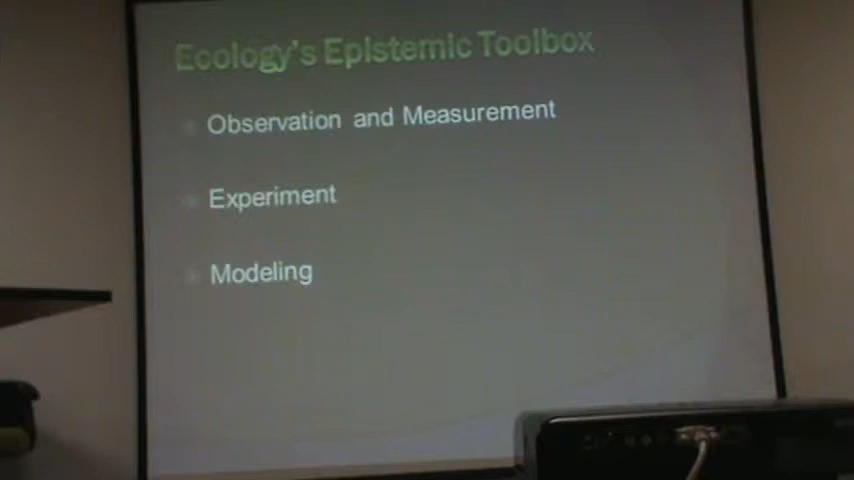 Ecology's Epistemic Toolbox
Observation and Measurement
Experiment
Modeling